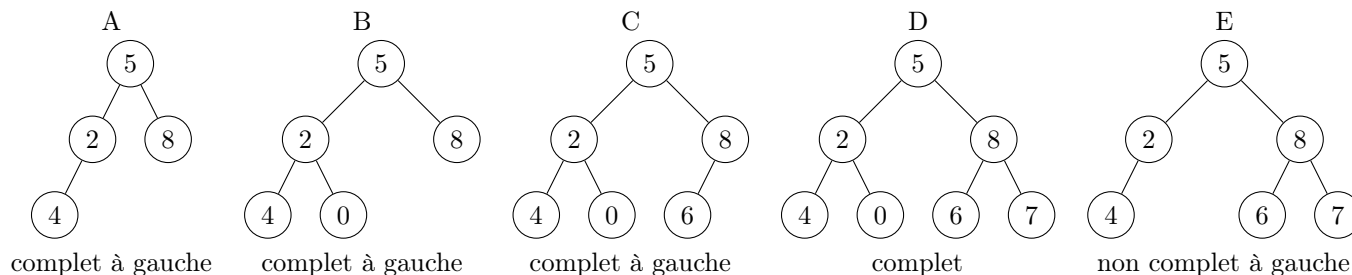 A B C D E
5 5 5 5 5
2 8 2 8 2 8 2 8 2 8
4 4 0 4 0 6 4 0 6 7 4 6 7
complet à gauche complet à gauche complet à gauche complet non complet à gauche